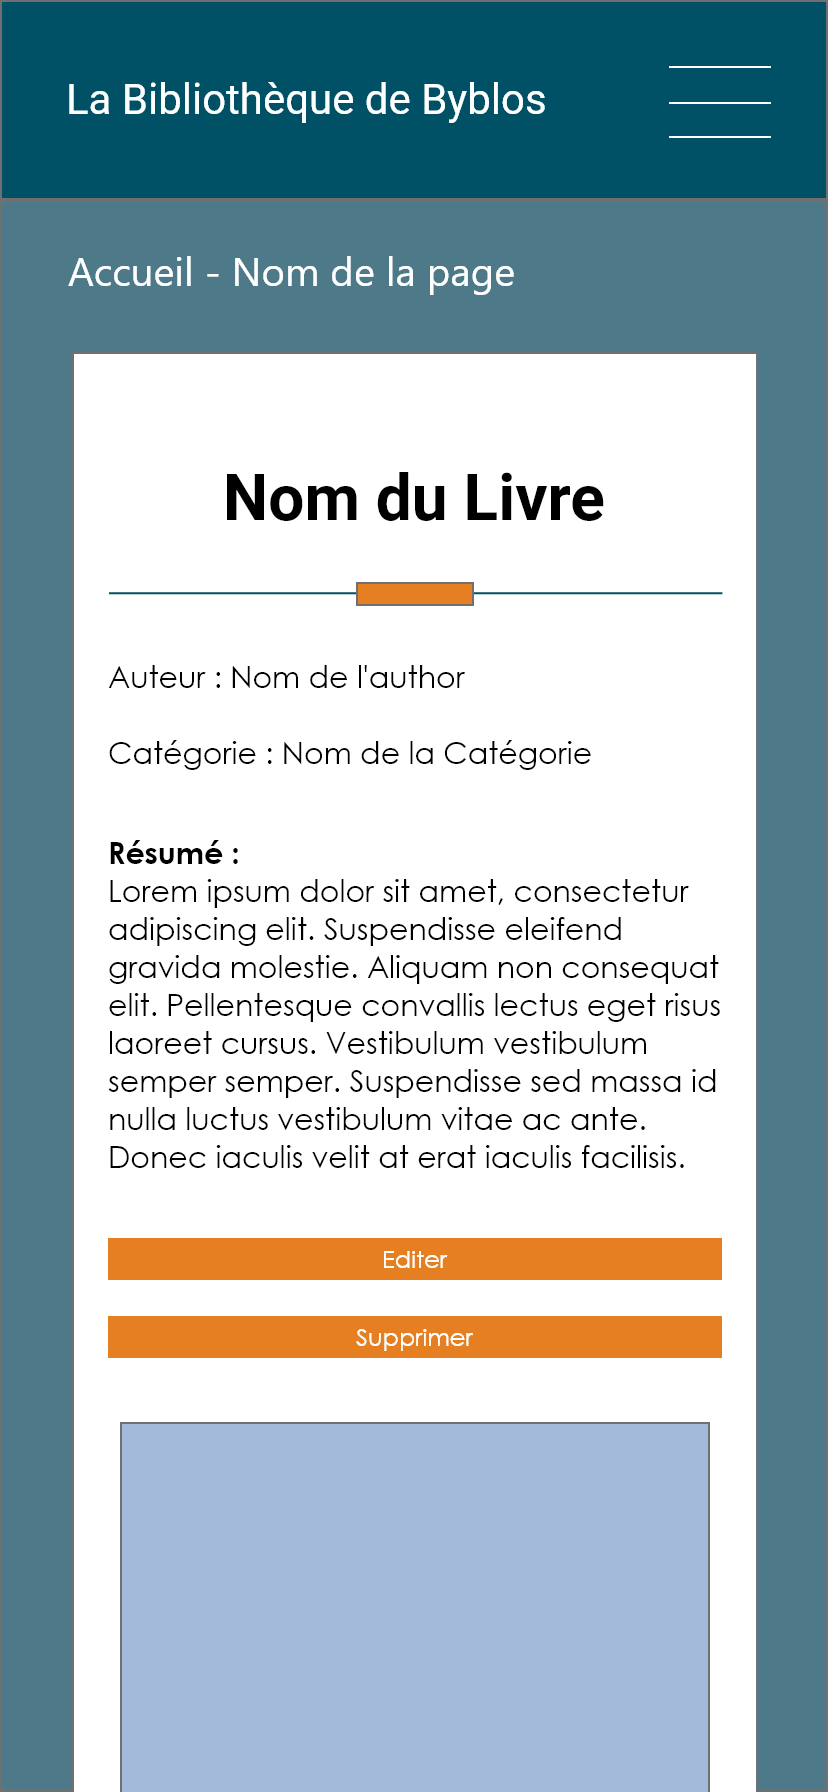 La Bibliothèque de Byblos
Accueil - Nom de la page
Nom du Livre
Auteur : Nom de l'author
Catégorie : Nom de la Catégorie
Résumé :
Lorem ipsum dolor sit amet, consectetur
adipiscing elit. Suspendisse eleifend
gravida molestie. Aliquam non consequat
elit. Pellentesque convallis lectus eget risus
laoreet cursus. Vestibulum vestibulum
semper semper. Suspendisse sed massa id
nulla luctus vestibulum vitae ac ante.
Donec iaculis velit at erat iaculis facilisis.
Editer
Supprimer